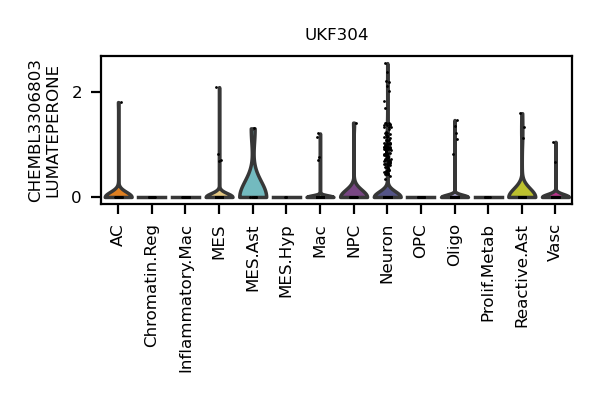 UKF304
CHEMBL3306803
LUMATEPERONE
2
0
AC
Chromatin.Reg
Inflammatory.Mac
MES
MES.Ast
MES.Hyp
Mac
NPC
Neuron
OPC
Oligo
Prolif.Metab
Reactive.Ast
Vasc